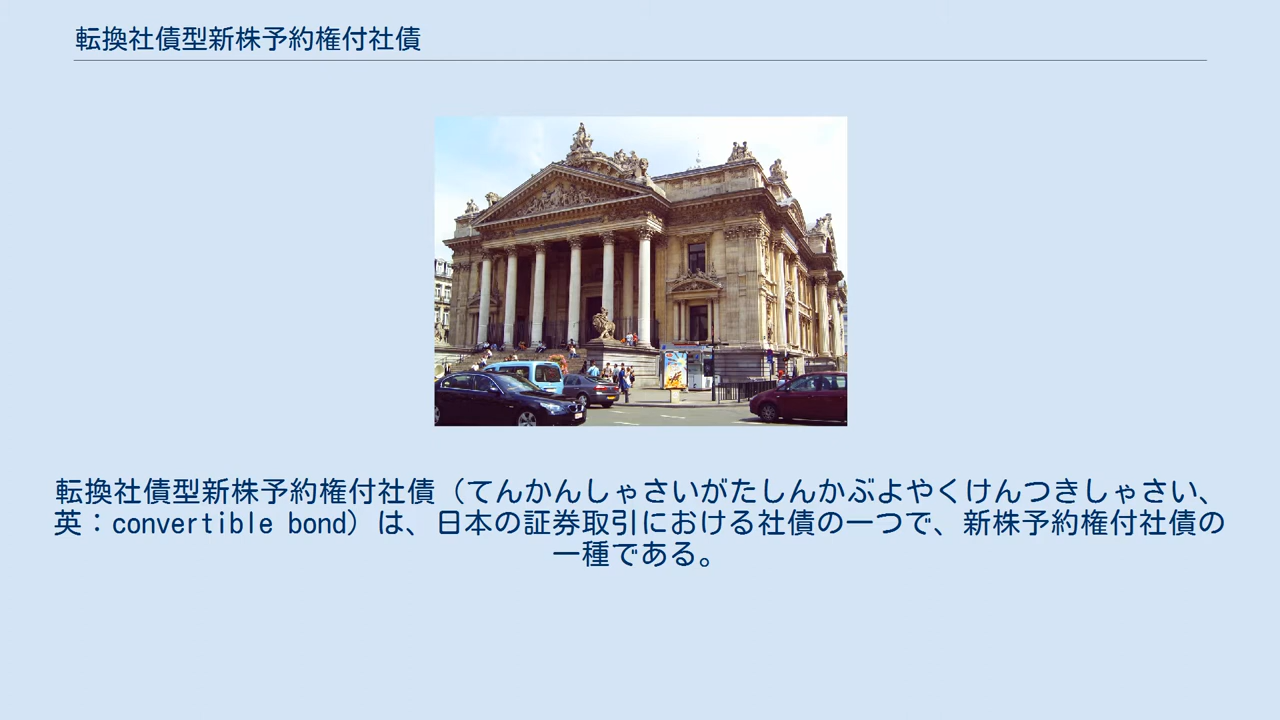 転換社債型新株予約権付社債
転換社債型新株予約権付社債（てんかんしゃさいがたしんかぶよやくけんつきしゃさい、
英：convertible bond）は、日本の証券取引における社債の一つで、新株予約権付社債の
一種である。